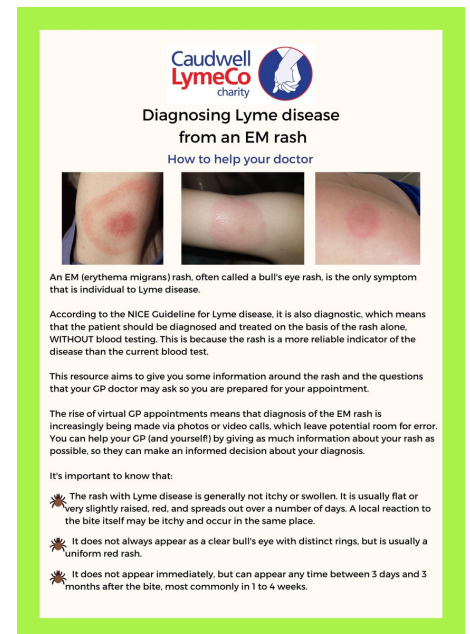 Caudwell
LymeCo
charity
Diagnosing Lyme disease
from an EM rash
How to help your doctor
An EM (erythema migrans) rash, often called a bull's eye rash, is the only symptom
that is individual to Lyme disease.
According to the NICE Guideline for Lyme disease, it is also diagnostic, which means
that the patient should be diagnosed and treated on the basis of the rash alone,
WITHOUT blood testing. This is because the rash is a more reliable indicator of the
disease than the current blood test.
This resource aims to give you some information around the rash and the questions
that your GP doctor may ask so you are prepared for your appointment.
The rise of virtual GP appointments means that diagnosis of the EM rash is
increasingly being made via photos or video calls, which leave potential room for error.
You can help your GP (and yourself!) by giving as much information about your rash as
possible, so they can make an informed decision about your diagnosis.
It's important to know that:
The rash with Lyme disease is generally not itchy or swollen. It is usually flat or
very slightly raised, red, and spreads out over a number of days. A local reaction to
the bite itself may be itchy and occur in the same place.
It does not always appear as a clear bull's eye with distinct rings, but is usually a
uniform red rash.
It does not appear immediately, but can appear any time between 3 days and 3
months after the bite, most commonly in 1 to 4 weeks.